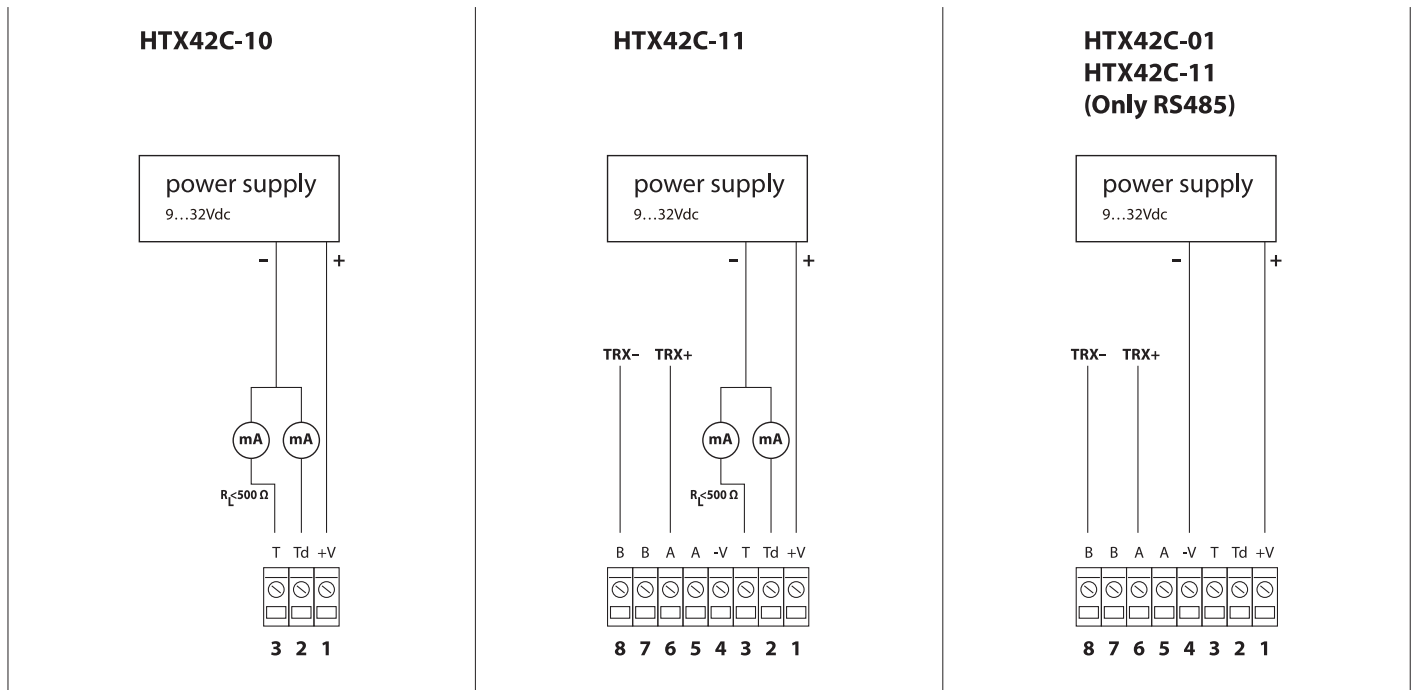 HTX42C-10
power supply
9...32Vdc
– +
mA mA
RL<500 Ω
T Td +V
3 2 1
HTX42C-11
power supply
9...32Vdc
– +
TRX– TRX+
mA mA
RL<500 Ω
B B A A -V T Td +V
8 7 6 5 4 3 2 1
HTX42C-01
HTX42C-11
(Only RS485)
power supply
9...32Vdc
– +
TRX– TRX+
B B A A -V T Td +V
8 7 6 5 4 3 2 1